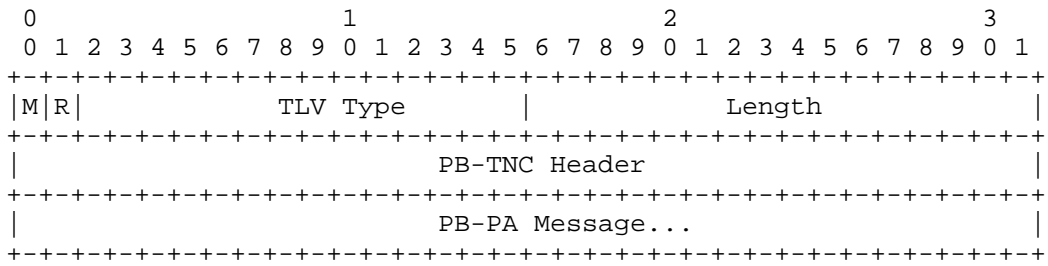 0                   1                   2                   3
 0 1 2 3 4 5 6 7 8 9 0 1 2 3 4 5 6 7 8 9 0 1 2 3 4 5 6 7 8 9 0 1
+-+-+-+-+-+-+-+-+-+-+-+-+-+-+-+-+-+-+-+-+-+-+-+-+-+-+-+-+-+-+-+-+
|M|R|            TLV Type       |            Length             |
+-+-+-+-+-+-+-+-+-+-+-+-+-+-+-+-+-+-+-+-+-+-+-+-+-+-+-+-+-+-+-+-+
|                          PB-TNC Header                        |
+-+-+-+-+-+-+-+-+-+-+-+-+-+-+-+-+-+-+-+-+-+-+-+-+-+-+-+-+-+-+-+-+
|                          PB-PA Message...                     |
+-+-+-+-+-+-+-+-+-+-+-+-+-+-+-+-+-+-+-+-+-+-+-+-+-+-+-+-+-+-+-+-+